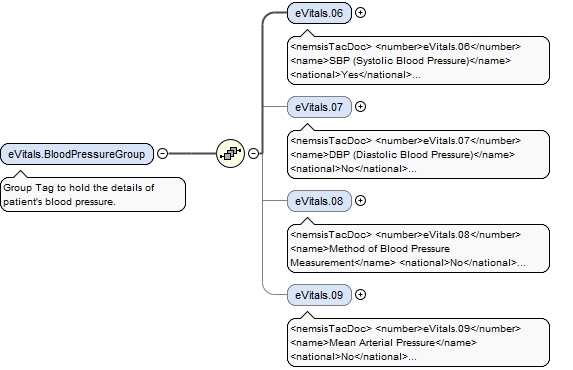 eVitals.06
<nemsisTacDoc> <number>eVitals.06</number>
<name>SBP (Systolic Blood Pressure)</name>
<national>Yes</national>...
eVitals.07
<nemsisTacDoc> <number>eVitals.07</number>
<name>DBP (Diastolic Blood Pressure)</name>
<national>No</national>...
eVitals.BloodPressureGroup
Group Tag to hold the details of
patient's blood pressure.
eVitals.08
<nemsisTacDoc> <number>eVitals.08</number>
<name>Method of Blood Pressure
Measurement</name> <national>No</national>...
eVitals.09
<nemsisTacDoc> <number>eVitals.09</number>
<name>Mean Arterial Pressure</name>
<national>No</national>...